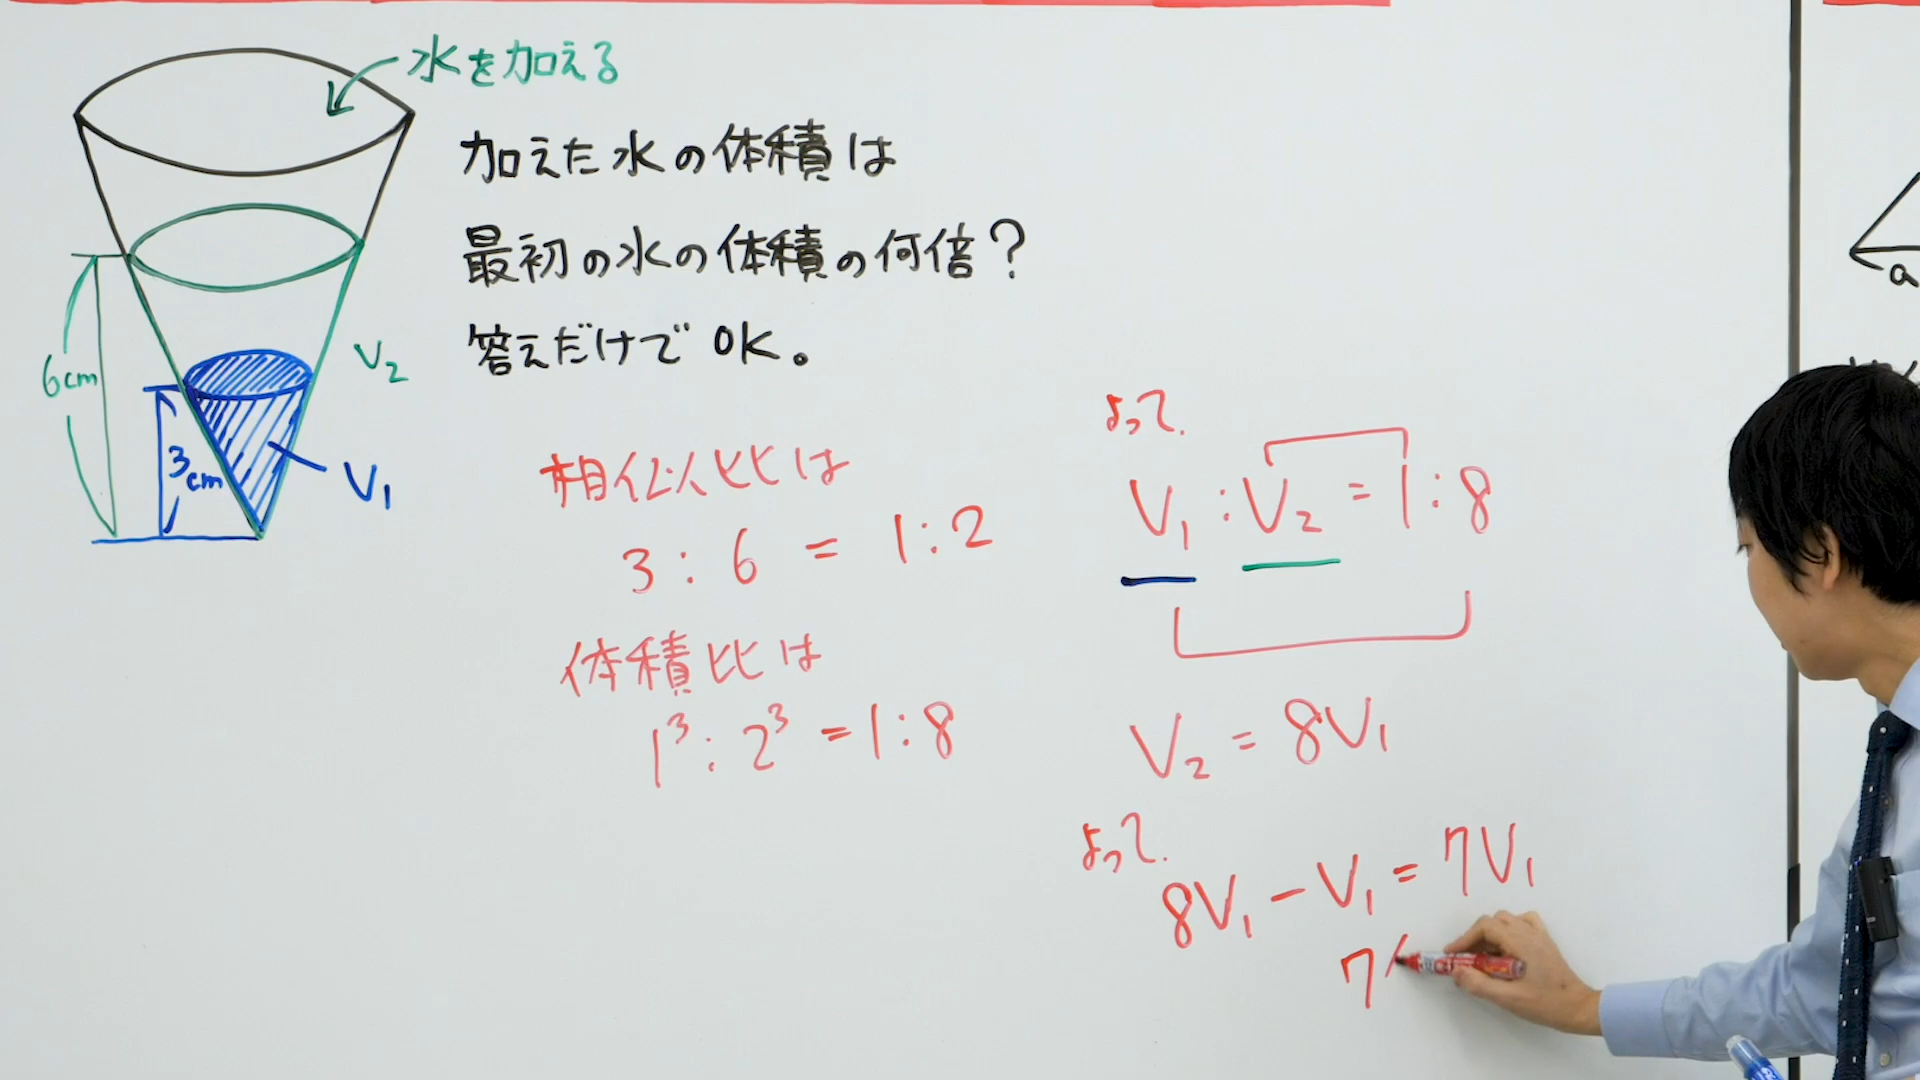 水を加える
加えた水の体積は
最初の水の体積の何倍?
答えだけでOK。
6cm
V₂
3cm
V₁
相似比は
3:6=1:2
体積比は
1³:2³=1:8
よって.
V₁:V₂=1:8
V₂=8V₁
よって.
8V₁-V₁=7V₁
7
a